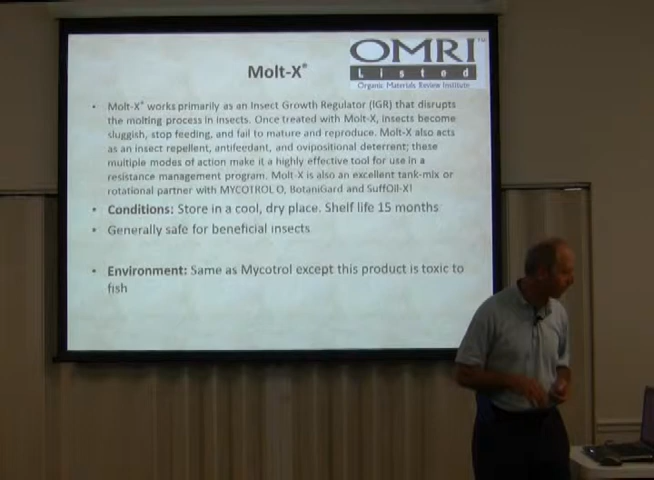 OMRI™
Listed
Organic Materials Review Institute
Molt-X®
• Molt-X® works primarily as an Insect Growth Regulator (IGR) that disrupts
the molting process in insects. Once treated with Molt-X, insects become
sluggish, stop feeding, and fail to mature and reproduce. Molt-X also acts
as an insect repellent, antifeedant, and ovipositional deterrent; these
multiple modes of action make it a highly effective tool for use in a
resistance management program. Molt-X is also an excellent tank-mix or
rotational partner with MYCOTROL O, BotaniGard and SuffOil-X!
• Conditions: Store in a cool, dry place. Shelf life 15 months
• Generally safe for beneficial insects
• Environment: Same as Mycotrol except this product is toxic to
fish